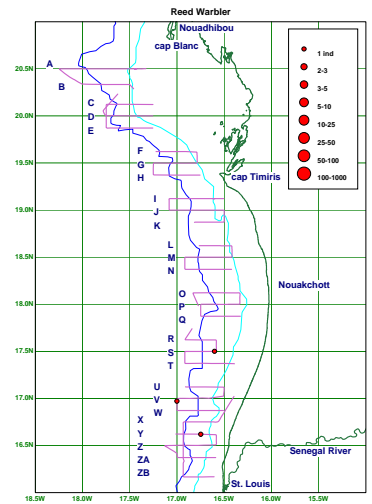 Reed Warbler
Nouadhibou
cap Blanc
20.5N
20.0N
19.5N
19.0N
18.5N
18.0N
17.5N
17.0N
16.5N
A
B
C
D
E
F
G
H
I
J
K
L
M
N
O
P
Q
R
S
T
U
V
W
X
Y
Z
ZA
ZB
1 ind
2-3
3-5
5-10
10-25
25-50
50-100
100-1000
cap Timiris
Nouakchott
Senegal River
St. Louis
18.5W
18.0W
17.5W
17.0W
16.5W
16.0W
15.5W